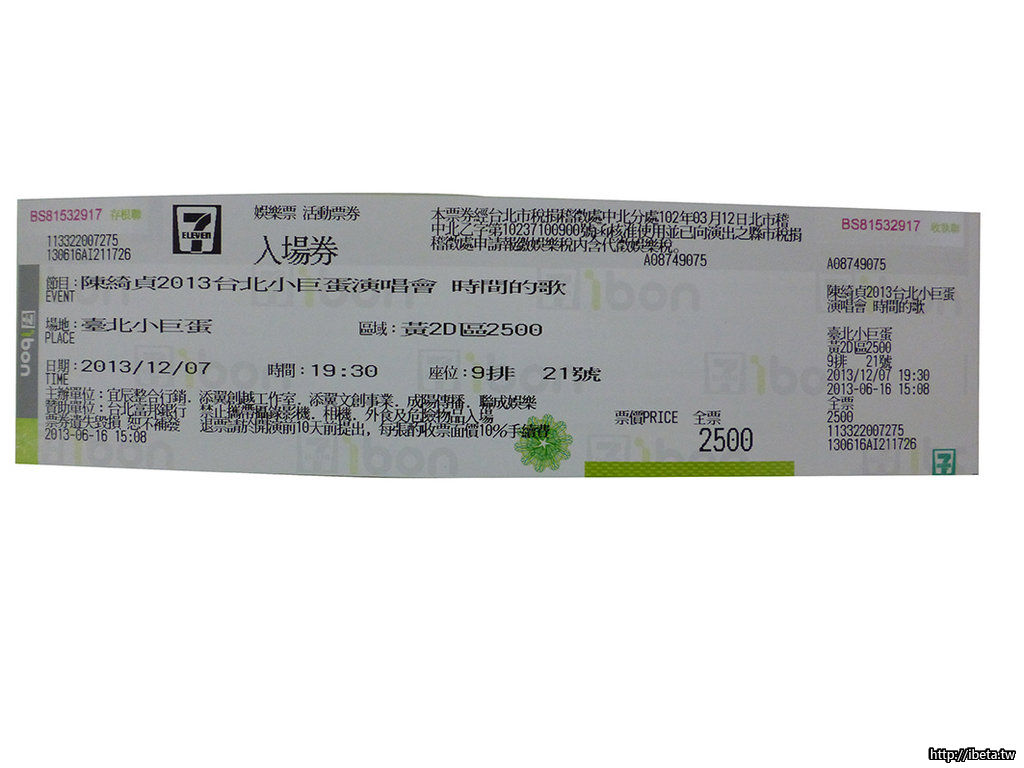 BS81532917 存根聯
113322007275
130616AI211726
7
ELEVEN
娛樂票 活動票券
入場券
本票券經台北市稅捐稽徵處中北分處102年03月12日北市稽
中北乙字第10237100900號
核准使用並已向演出之縣市稅捐
稽徵處申請報繳娛樂稅內含代徵娛樂稅。
A08749075
節目:陳綺貞2013台北小巨蛋演唱會 時間的歌
EVENT
場地:臺北小巨蛋
PLACE
區域:黃2D區2500
日期:2013/12/07
TIME
時間:19:30
座位:9排 21號
主辦單位:宜辰整合行銷．添翼創越工作室．添翼文創事業．成陽傳播．聯成娛樂
贊助單位:台北富邦銀行 禁止攜帶攝錄影機．相機．外食及危險物品入場
票券遺失毀損 恕不補發 退票請於開演前10天前提出，每張酌收票面價10%手續費
2013-06-16 15:08
票價PRICE 全票
2500
ibon
BS81532917 收執聯
A08749075
陳綺貞2013台北小巨蛋
演唱會 時間的歌
臺北小巨蛋
黃2D區2500
9排 21號
2013/12/07 19:30
2013-06-16 15:08
全票
2500
113322007275
130616AI211726
http://ibeta.tw